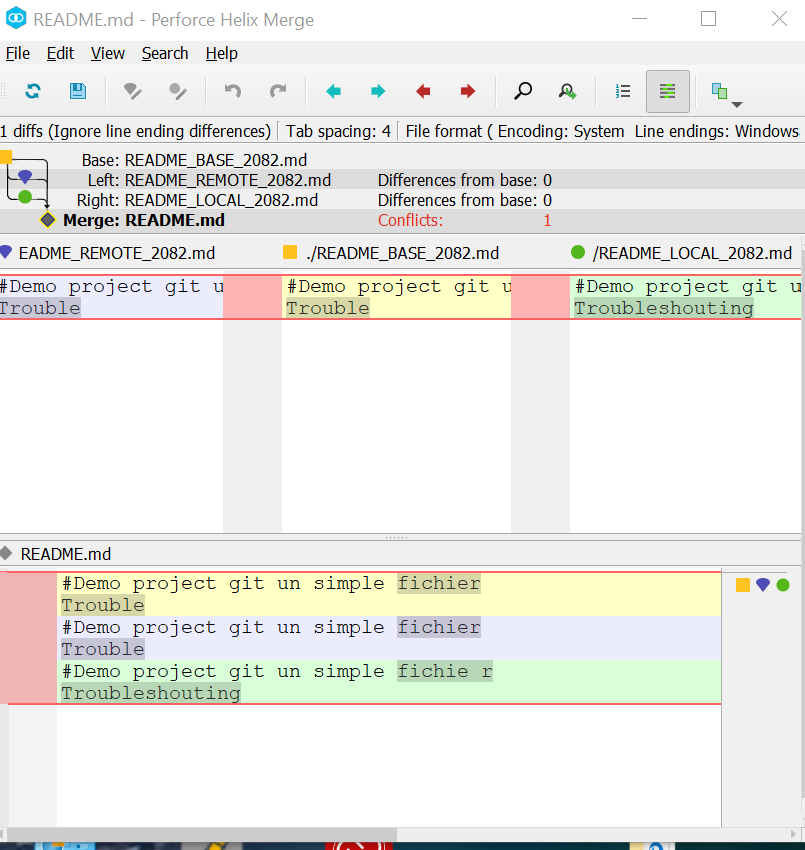 README.md - Perforce Helix Merge
File Edit View Search Help
1 diffs (Ignore line ending differences) Tab spacing: 4 File format ( Encoding: System Line endings: Windows
Base: README_BASE_2082.md
Left: README_REMOTE_2082.md Differences from base: 0
Right: README_LOCAL_2082.md Differences from base: 0
Merge: README.md Conflicts: 1
EADME_REMOTE_2082.md ./README_BASE_2082.md /README_LOCAL_2082.md
#Demo project git u #Demo project git u #Demo project git u
Trouble Trouble Troubleshouting
README.md
#Demo project git un simple fichier
Trouble
#Demo project git un simple fichier
Trouble
#Demo project git un simple fichie r
Troubleshouting